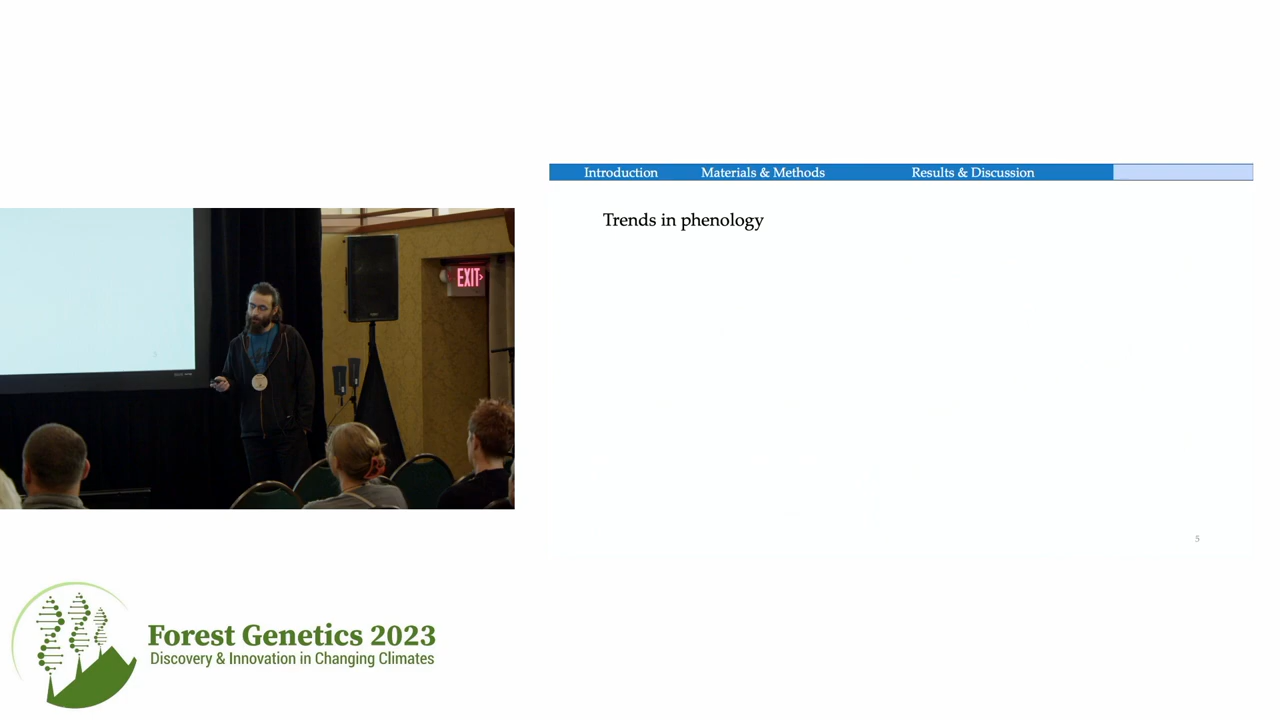 Introduction Materials & Methods Results & Discussion
Trends in phenology
EXIT
5
Forest Genetics 2023
Discovery & Innovation in Changing Climates